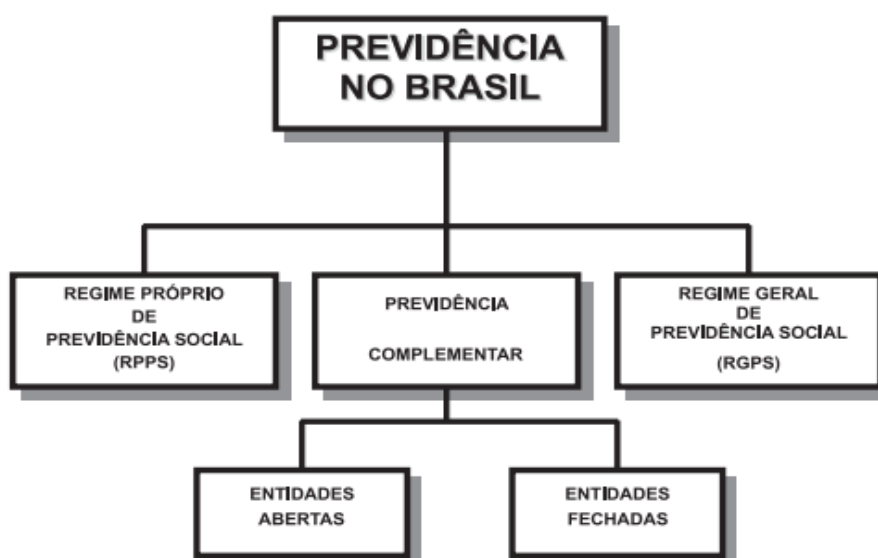 PREVIDÊNCIA
NO BRASIL
REGIME PRÓPRIO
DE
PREVIDÊNCIA SOCIAL
(RPPS)
PREVIDÊNCIA
COMPLEMENTAR
REGIME GERAL
DE
PREVIDÊNCIA SOCIAL
(RGPS)
ENTIDADES
ABERTAS
ENTIDADES
FECHADAS